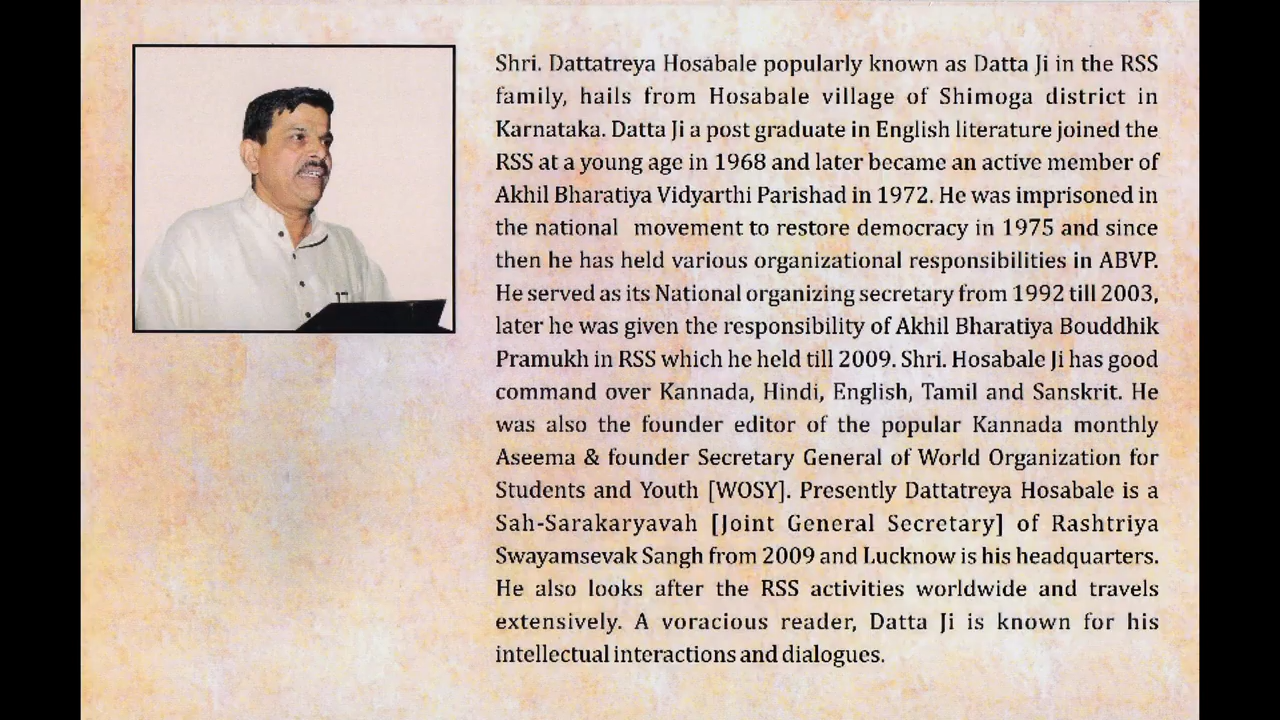 Shri. Dattatreya Hosabale popularly known as Datta Ji in the RSS
family, hails from Hosabale village of Shimoga district in
Karnataka. Datta Ji a post graduate in English literature joined the
RSS at a young age in 1968 and later became an active member of
Akhil Bharatiya Vidyarthi Parishad in 1972. He was imprisoned in
the national movement to restore democracy in 1975 and since
then he has held various organizational responsibilities in ABVP.
He served as its National organizing secretary from 1992 till 2003,
later he was given the responsibility of Akhil Bharatiya Bouddhik
Pramukh in RSS which he held till 2009. Shri. Hosabale Ji has good
command over Kannada, Hindi, English, Tamil and Sanskrit. He
was also the founder editor of the popular Kannada monthly
Aseema & founder Secretary General of World Organization for
Students and Youth [WOSY]. Presently Dattatreya Hosabale is a
Sah-Sarakaryavah [Joint General Secretary] of Rashtriya
Swayamsevak Sangh from 2009 and Lucknow is his headquarters.
He also looks after the RSS activities worldwide and travels
extensively. A voracious reader, Datta Ji is known for his
intellectual interactions and dialogues.